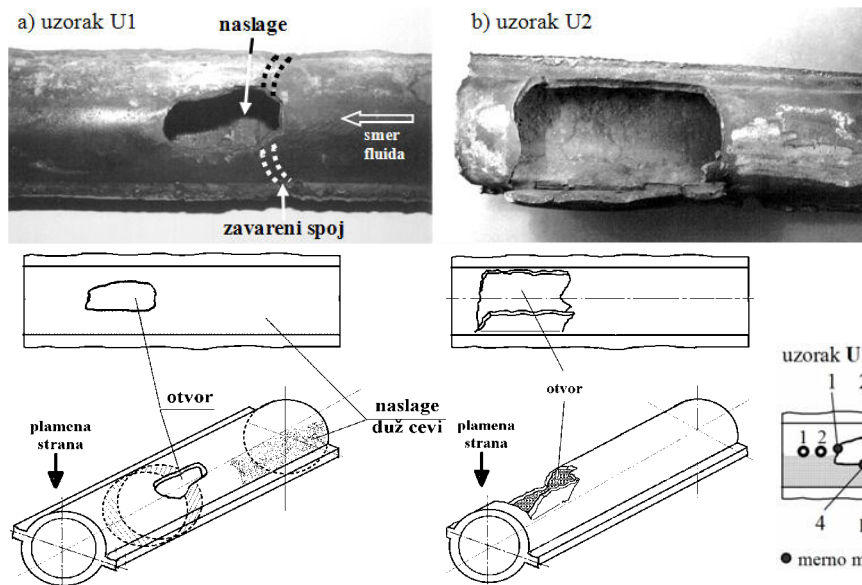 a) uzorak U1
naslage
smer
fluida
zavareni spoj
b) uzorak U2
otvor
plamena
strana
naslage
duž cevi
otvor
plamena
strana
uzorak U
1
1 2
4
merno